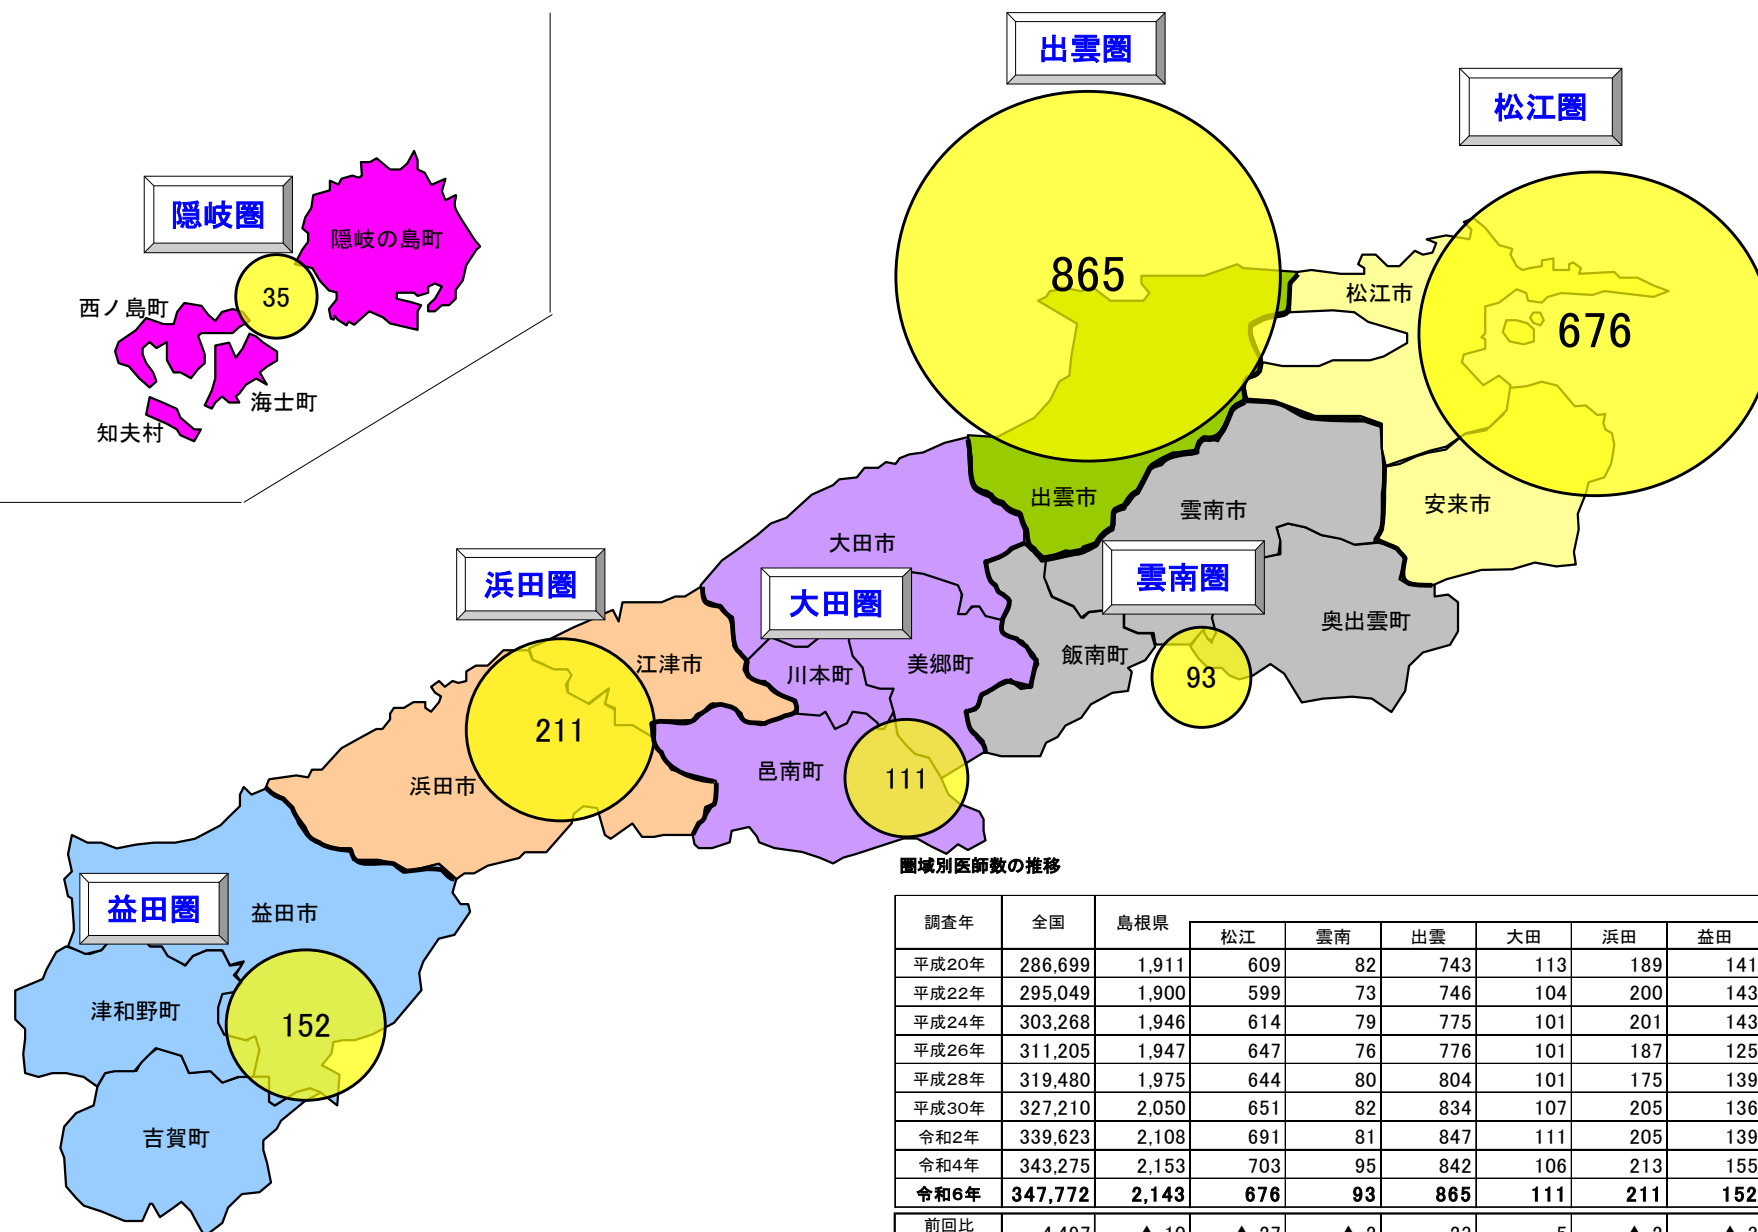 出雲圏
松江圏
隠岐圏
隠岐の島町
865
35
松江市
西ノ島町
676
海士町
知夫村
出雲市
雲南市
安来市
大田市
浜田圏
大田圏
雲南圏
奥出雲町
江津市
川本町
美郷町
飯南町
93
211
浜田市
邑南町
111
圏域別医師数の推移
益田圏
益田市
津和野町
152
吉賀町
調査年 全国 島根県
松江 雲南 出雲 大田 浜田 益田
平成20年 286,699 1,911 609 82 743 113 189 141
平成22年 295,049 1,900 599 73 746 104 200 143
平成24年 303,268 1,946 614 79 775 101 201 143
平成26年 311,205 1,947 647 76 776 101 187 125
平成28年 319,480 1,975 644 80 804 101 175 139
平成30年 327,210 2,050 651 82 834 107 205 136
令和2年 339,623 2,108 691 81 847 111 205 139
令和4年 343,275 2,153 703 95 842 106 213 155
令和6年 347,772 2,143 676 93 865 111 211 152
前回比 4,497 ▲ 10 ▲ 27 ▲ 2 23 5 ▲ 2 ▲ 3